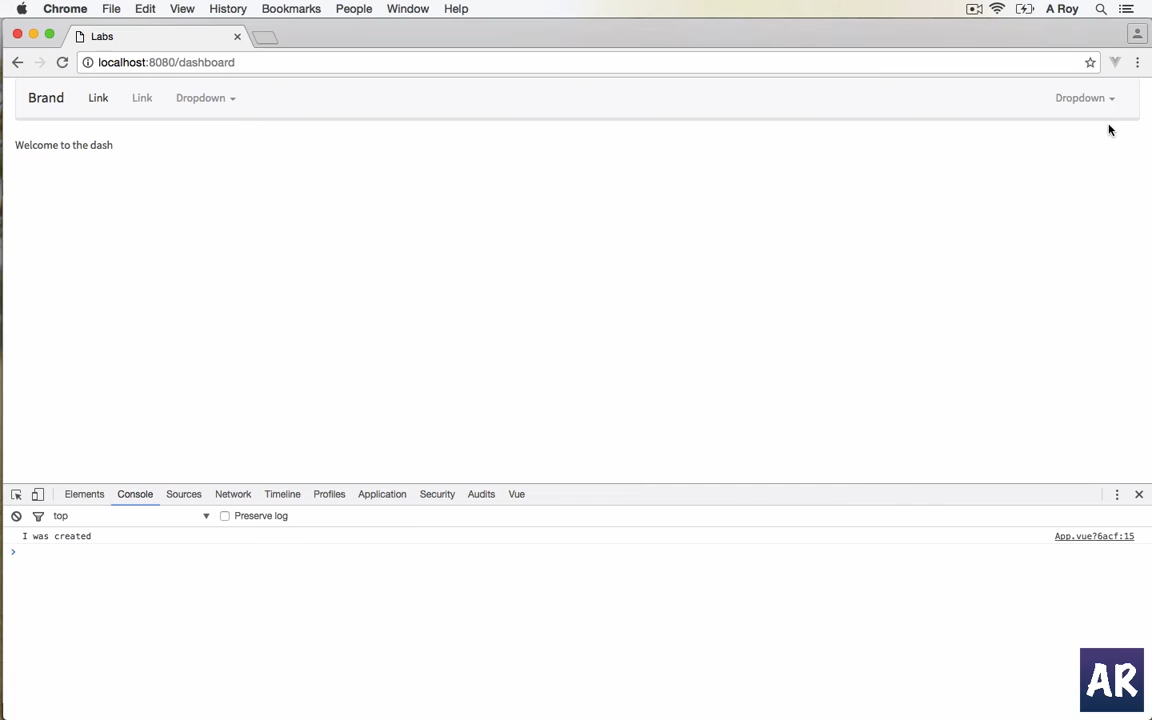 Chrome File Edit View History Bookmarks People Window Help A Roy
Labs
localhost:8080/dashboard
Brand Link Link Dropdown Dropdown
Welcome to the dash
Elements Console Sources Network Timeline Profiles Application Security Audits Vue
top Preserve log
I was created App.vue?6acf:15
AR